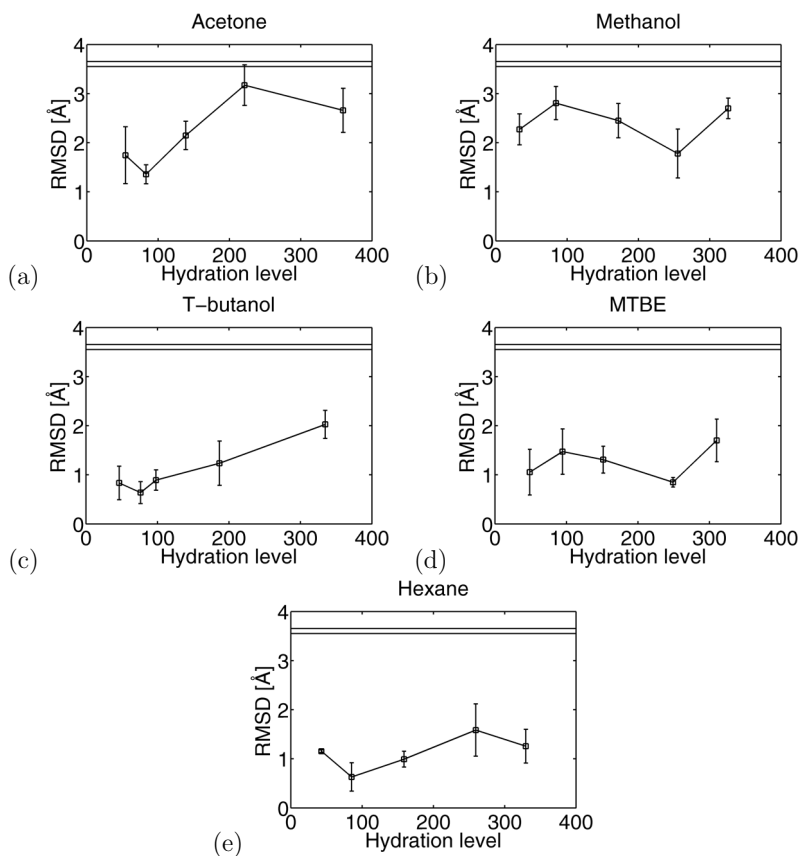 Acetone
Methanol
4
3
2
1
0
RMSD [Å]
0 100 200 300 400
Hydration level
(a)
4
3
2
1
0
RMSD [Å]
0 100 200 300 400
Hydration level
(b)
T−butanol
MTBE
4
3
2
1
0
RMSD [Å]
0 100 200 300 400
Hydration level
(c)
4
3
2
1
0
RMSD [Å]
0 100 200 300 400
Hydration level
(d)
Hexane
4
3
2
1
0
RMSD [Å]
0 100 200 300 400
Hydration level
(e)